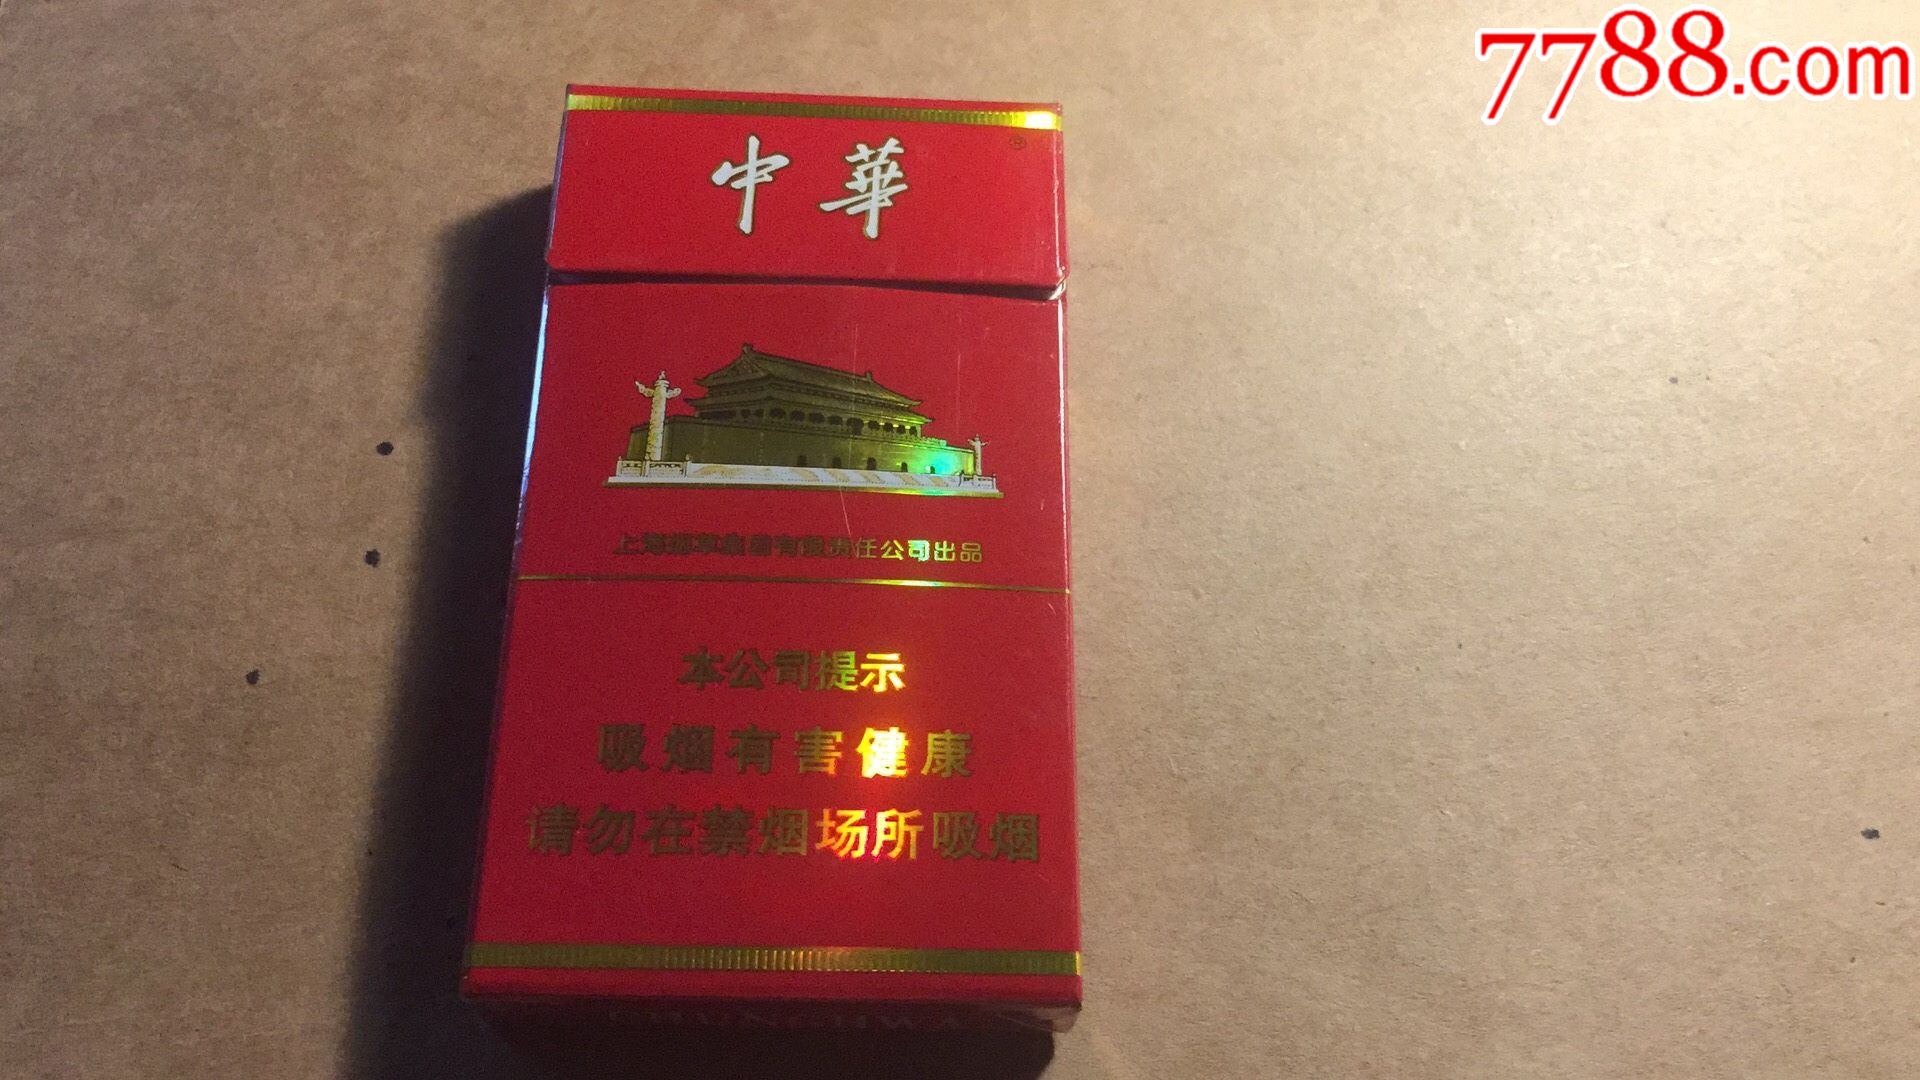 7788.com
中華
®
上海烟草集团有限责任公司出品
本公司提示
吸烟有害健康
请勿在禁烟场所吸烟